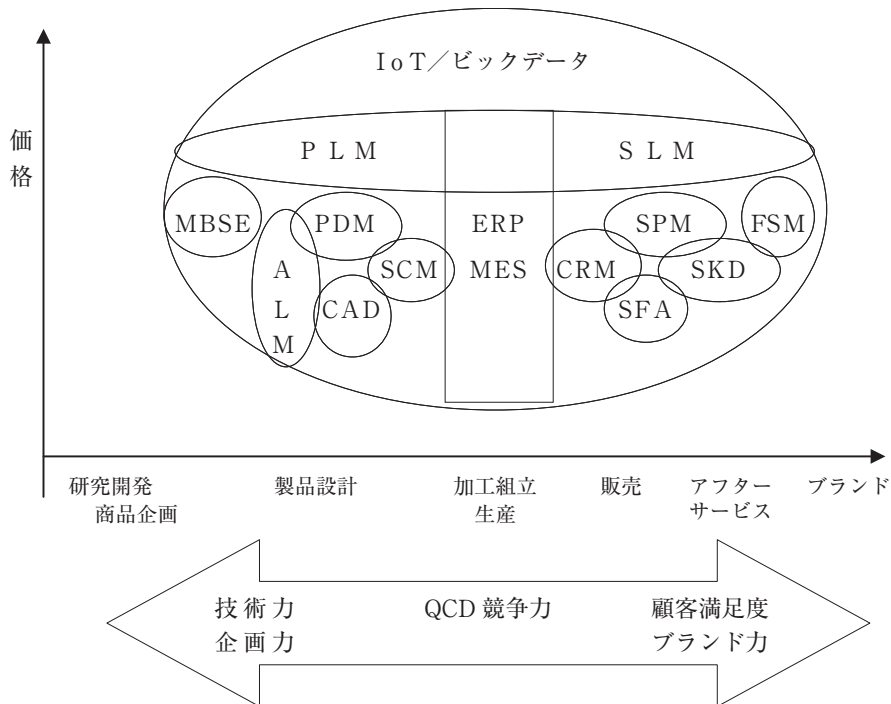 価格
IoT／ビックデータ
PLM
SLM
MBSE
PDM
ERP
SPM
FSM
ALM
SCM
MES
CRM
SKD
CAD
SFA
研究開発
商品企画
製品設計
加工組立
生産
販売
アフター
サービス
ブランド
技術力
企画力
QCD 競争力
顧客満足度
ブランド力